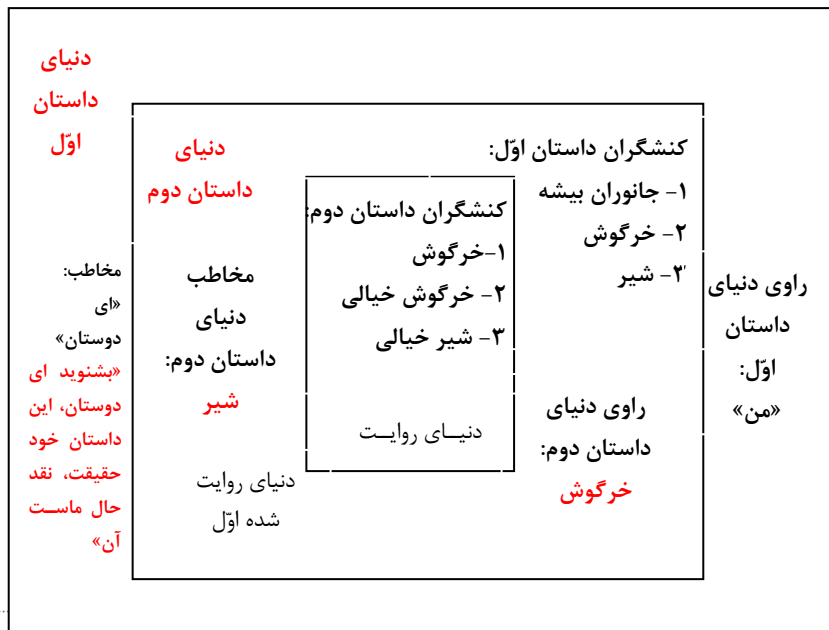 دنیای
داستان
اوّل
کنشگران داستان اوّل:
۱- جانوران بیشه
۲- خرگوش
۳- شیر
راوی دنیای
داستان
اوّل:
«من»
دنیای
داستان دوم
کنشگران داستان دوم:
۱-خرگوش
۲- خرگوش خیالی
۳- شیر خیالی
دنیای روایت
راوی دنیای
داستان دوم:
خرگوش
مخاطب
دنیای
داستان دوم:
شیر
دنیای روایت
شده اوّل
مخاطب:
«ای
دوستان»
«بشنوید ای
دوستان، این
داستان خود
حقیقت، نقد
حال ماست
آن»